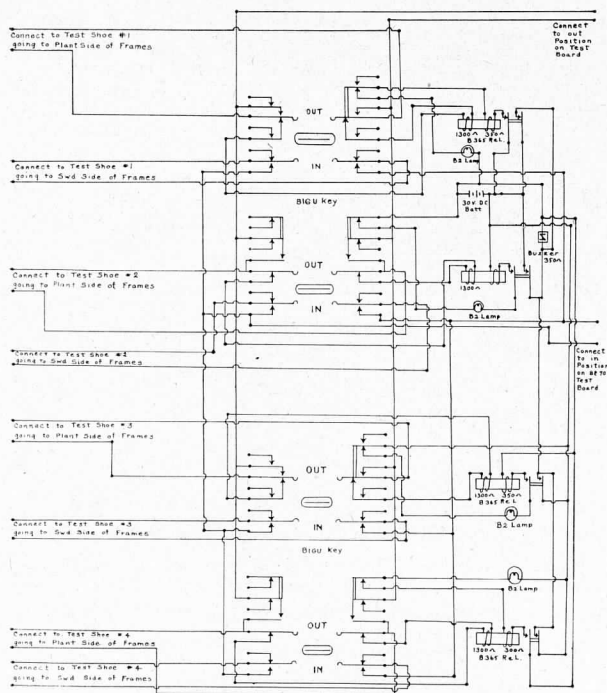 Connect to Test Shoe #1
going to Plant Side of Frames
Connect
to out
Position
on Test
Board
OUT
1300Ω 350Ω
B365 Rel.
B2 Lamp
Connect to Test Shoe #1
going to Swd Side of Frames
IN
BIGU Key
30V. DC
Batt
Buzzer
350Ω
OUT
Connect to Test Shoe #2
going to Plant Side of Frames
1300Ω
IN
B2 Lamp
Connect to Test Shoe #2
going to Swd Side of Frames
Connect
to in
Position
on
Test
Board
Connect to Test Shoe #3
going to Plant Side of Frames
OUT
1300Ω 350Ω
B365 Rel.
B2 Lamp
Connect to Test Shoe #3
going to Swd Side of Frames
IN
BIGU Key
B2 Lamp
OUT
Connect to Test Shoe #4
going to Plant Side of Frames
1300Ω 300Ω
B365 Rel.
Connect to Test Shoe #4
going to Swd Side of Frames
IN